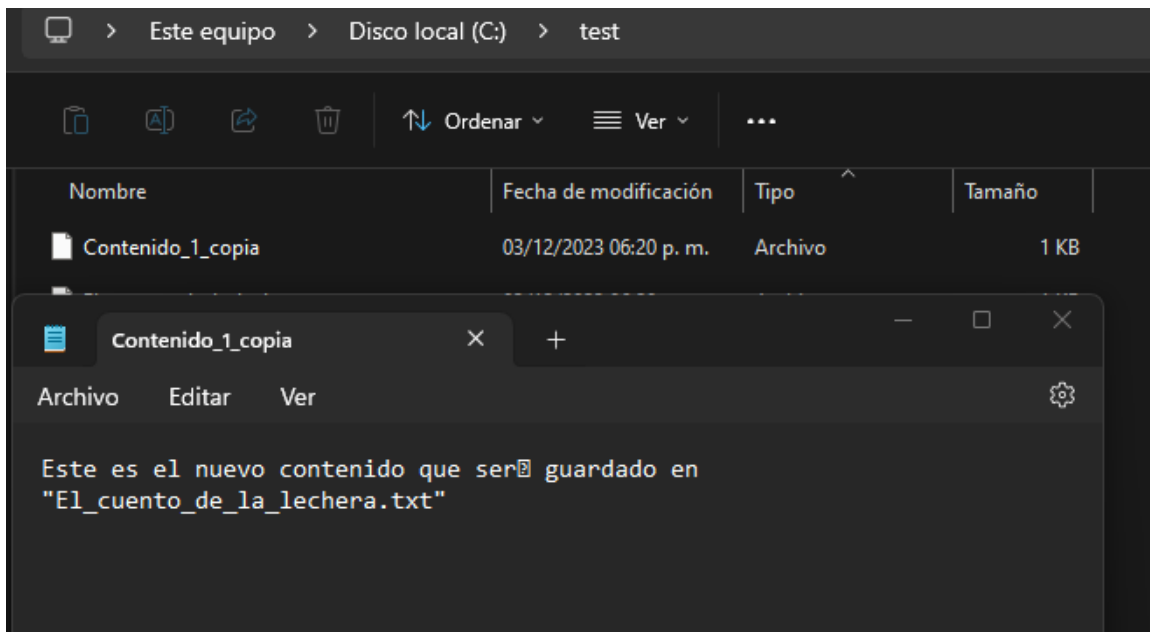 > Este equipo > Disco local (C:) > test
Ordenar Ver ...
Nombre Fecha de modificación Tipo Tamaño
Contenido_1_copia 03/12/2023 06:20 p. m. Archivo 1 KB
Contenido_1_copia
Archivo Editar Ver
Este es el nuevo contenido que ser� guardado en
"El_cuento_de_la_lechera.txt"